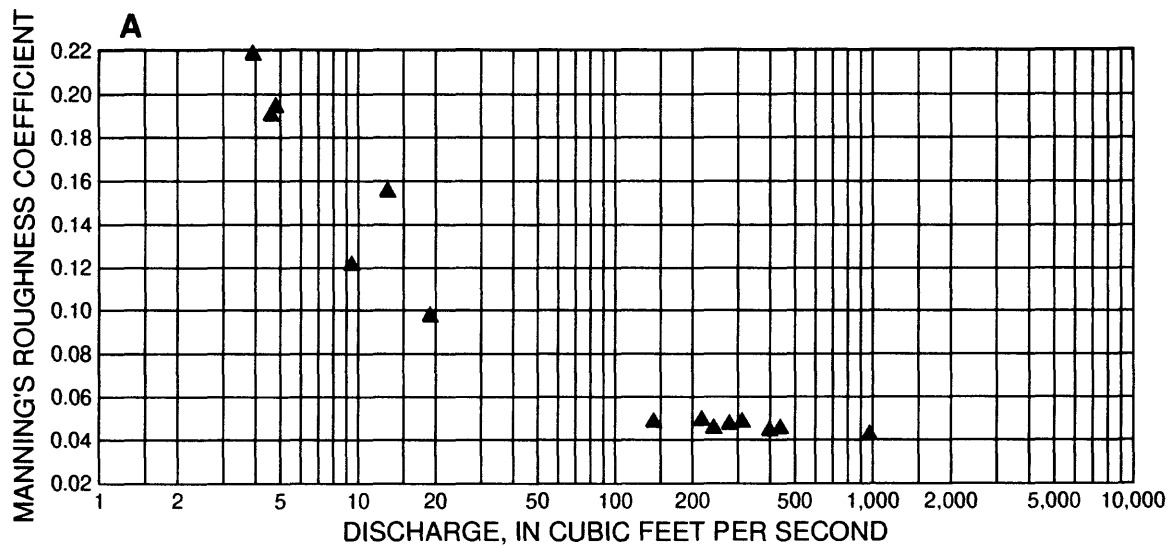 A
MANNING'S ROUGHNESS COEFFICIENT
0.22
0.20
0.18
0.16
0.14
0.12
0.10
0.08
0.06
0.04
0.02
1 2 5 10 20 50 100 200 500 1,000 2,000 5,000 10,000
DISCHARGE, IN CUBIC FEET PER SECOND